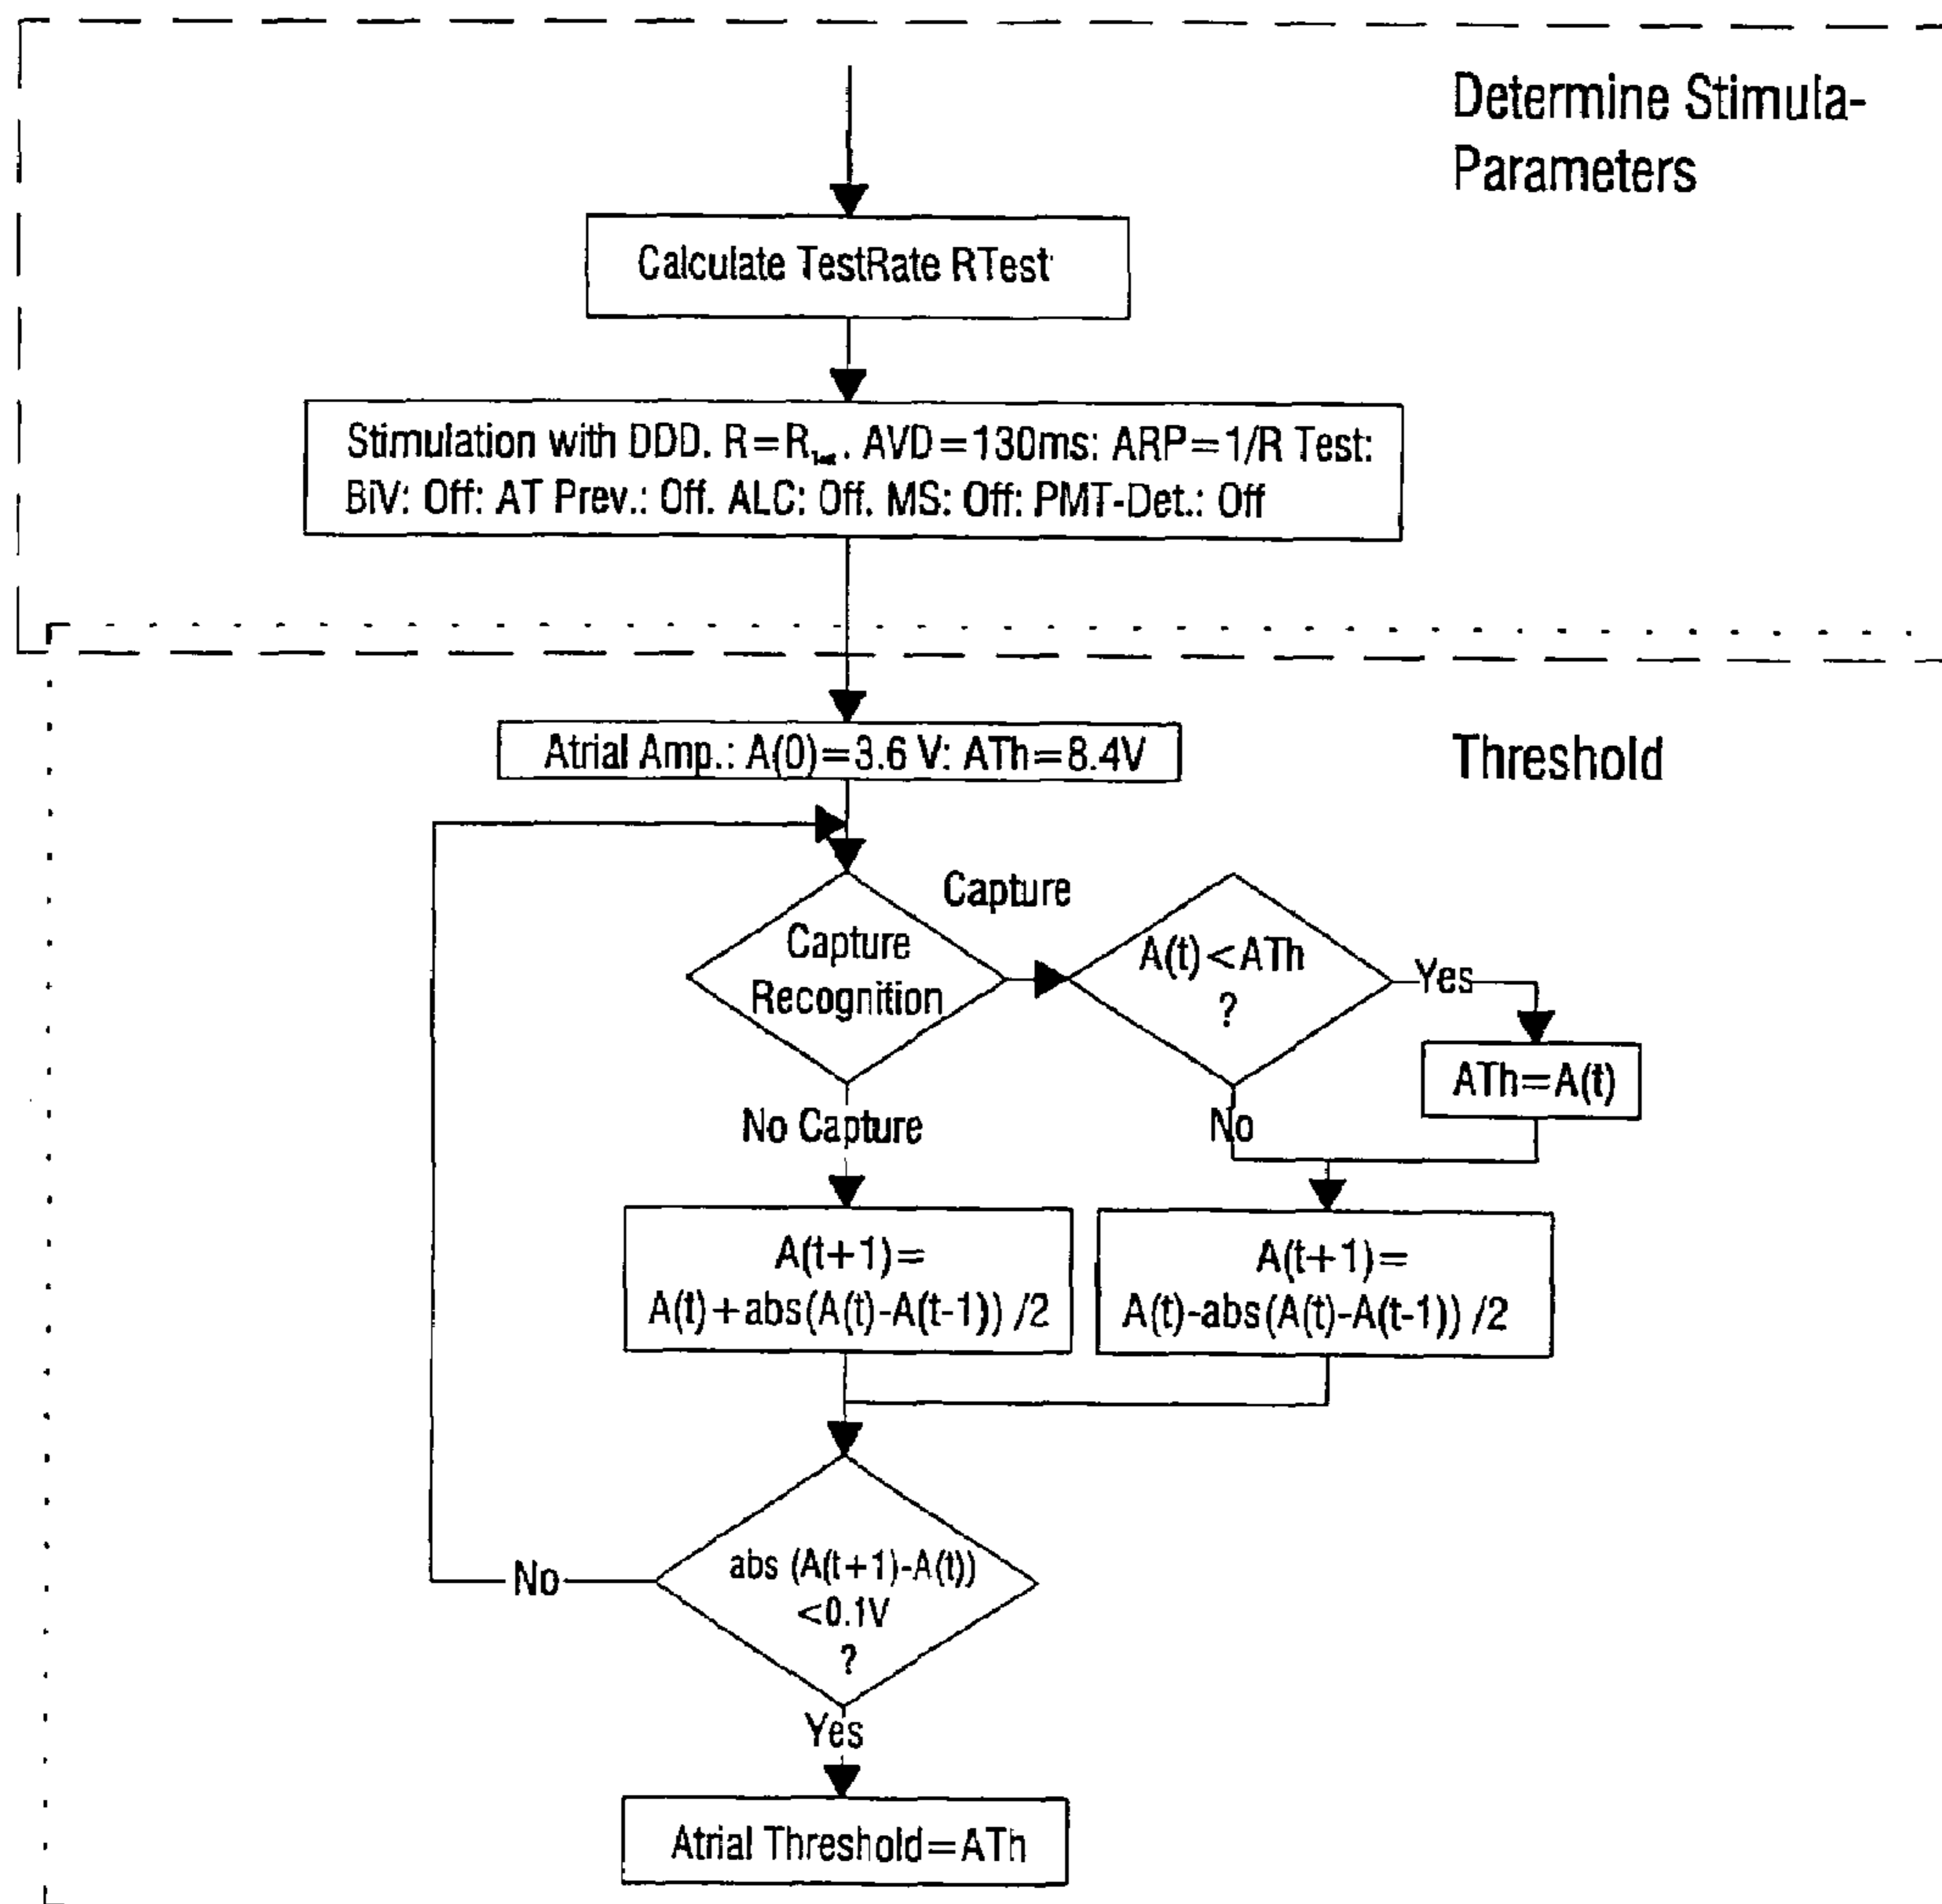 Determine Stimula-
Parameters
Calculate TestRate RTest
Stimulation with DDD. R=R AVD=130ms: ARP=1/R Test:
BiV: Off: AT Prev.: Off. ALC: Off. MS: Off: PMT-Det.: Off
Atrial Amp.: A(0)=3.6 V: ATh=8.4V
Threshold
Capture
Capture
Recognition
A(t)<ATh
?
Yes
ATh=A(t)
No Capture
No
A(t+1)=
A(t)+abs(A(t)-A(t-1)) /2
A(t+1)=
A(t)-abs(A(t)-A(t-1)) /2
No
abs (A(t+1)-A(t))
<0.1V
?
Yes
Atrial Threshold=ATh